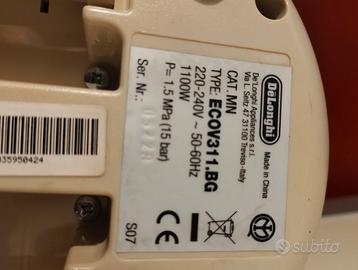 DeLonghi
Made in China
De Longhi Appliances s.r.l.
Via L. Seitz 47 31100 Treviso -Italy
CAT. MN
TYPE: ECOV311.BG
220-240V ~ 50-60Hz
1100W
P= 1.5 MPa (15 bar)
Ser. Nr.:
S07
035950424
subito